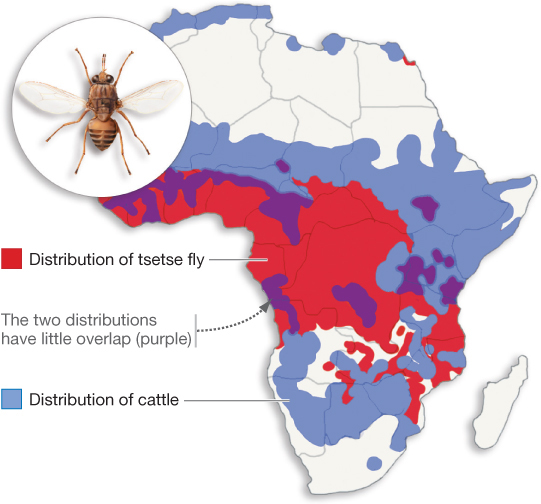 Distribution of tsetse fly
The two distributions
have little overlap (purple)
Distribution of cattle